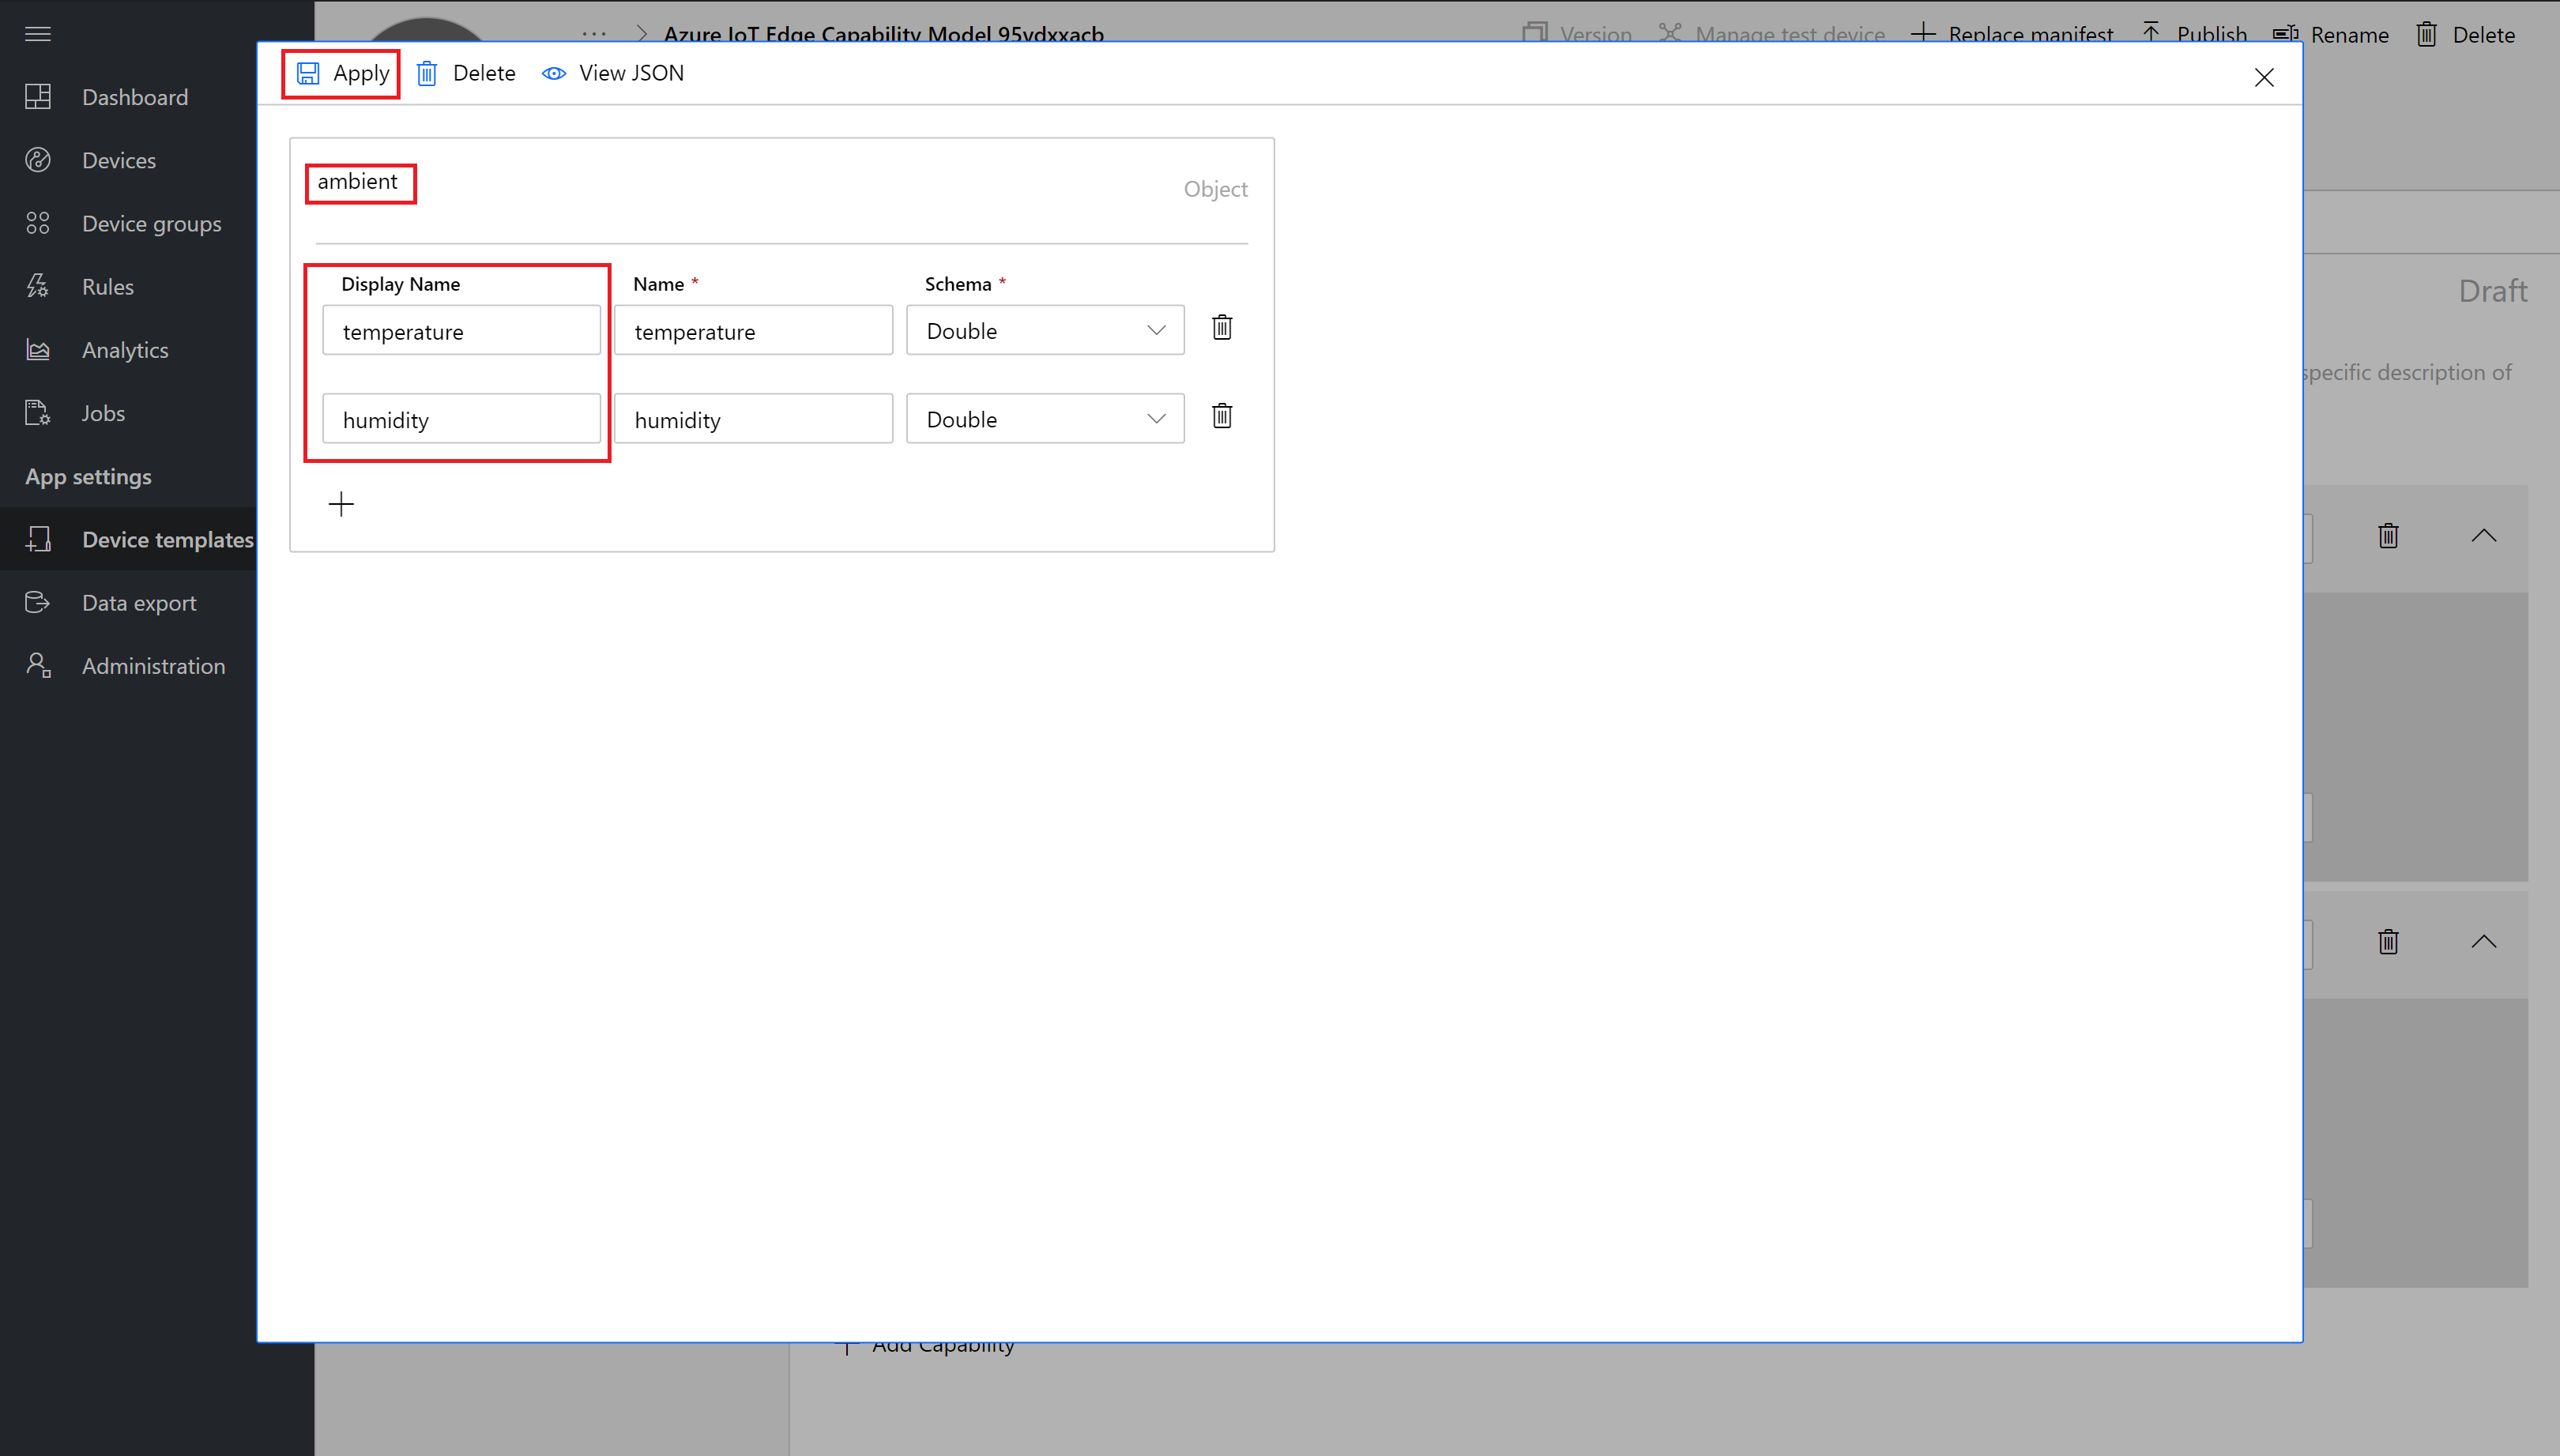 Azure IoT Edge Capability Model 95vdxxacb
Version
Manage test device
Replace manifest
Publish
Rename
Delete
Apply
Delete
View JSON
Dashboard
Devices
Device groups
Rules
Analytics
Jobs
App settings
Device templates
Data export
Administration
ambient
Object
Display Name
Name *
Schema *
temperature
temperature
Double
humidity
humidity
Double
Draft
specific description of
Add Capability